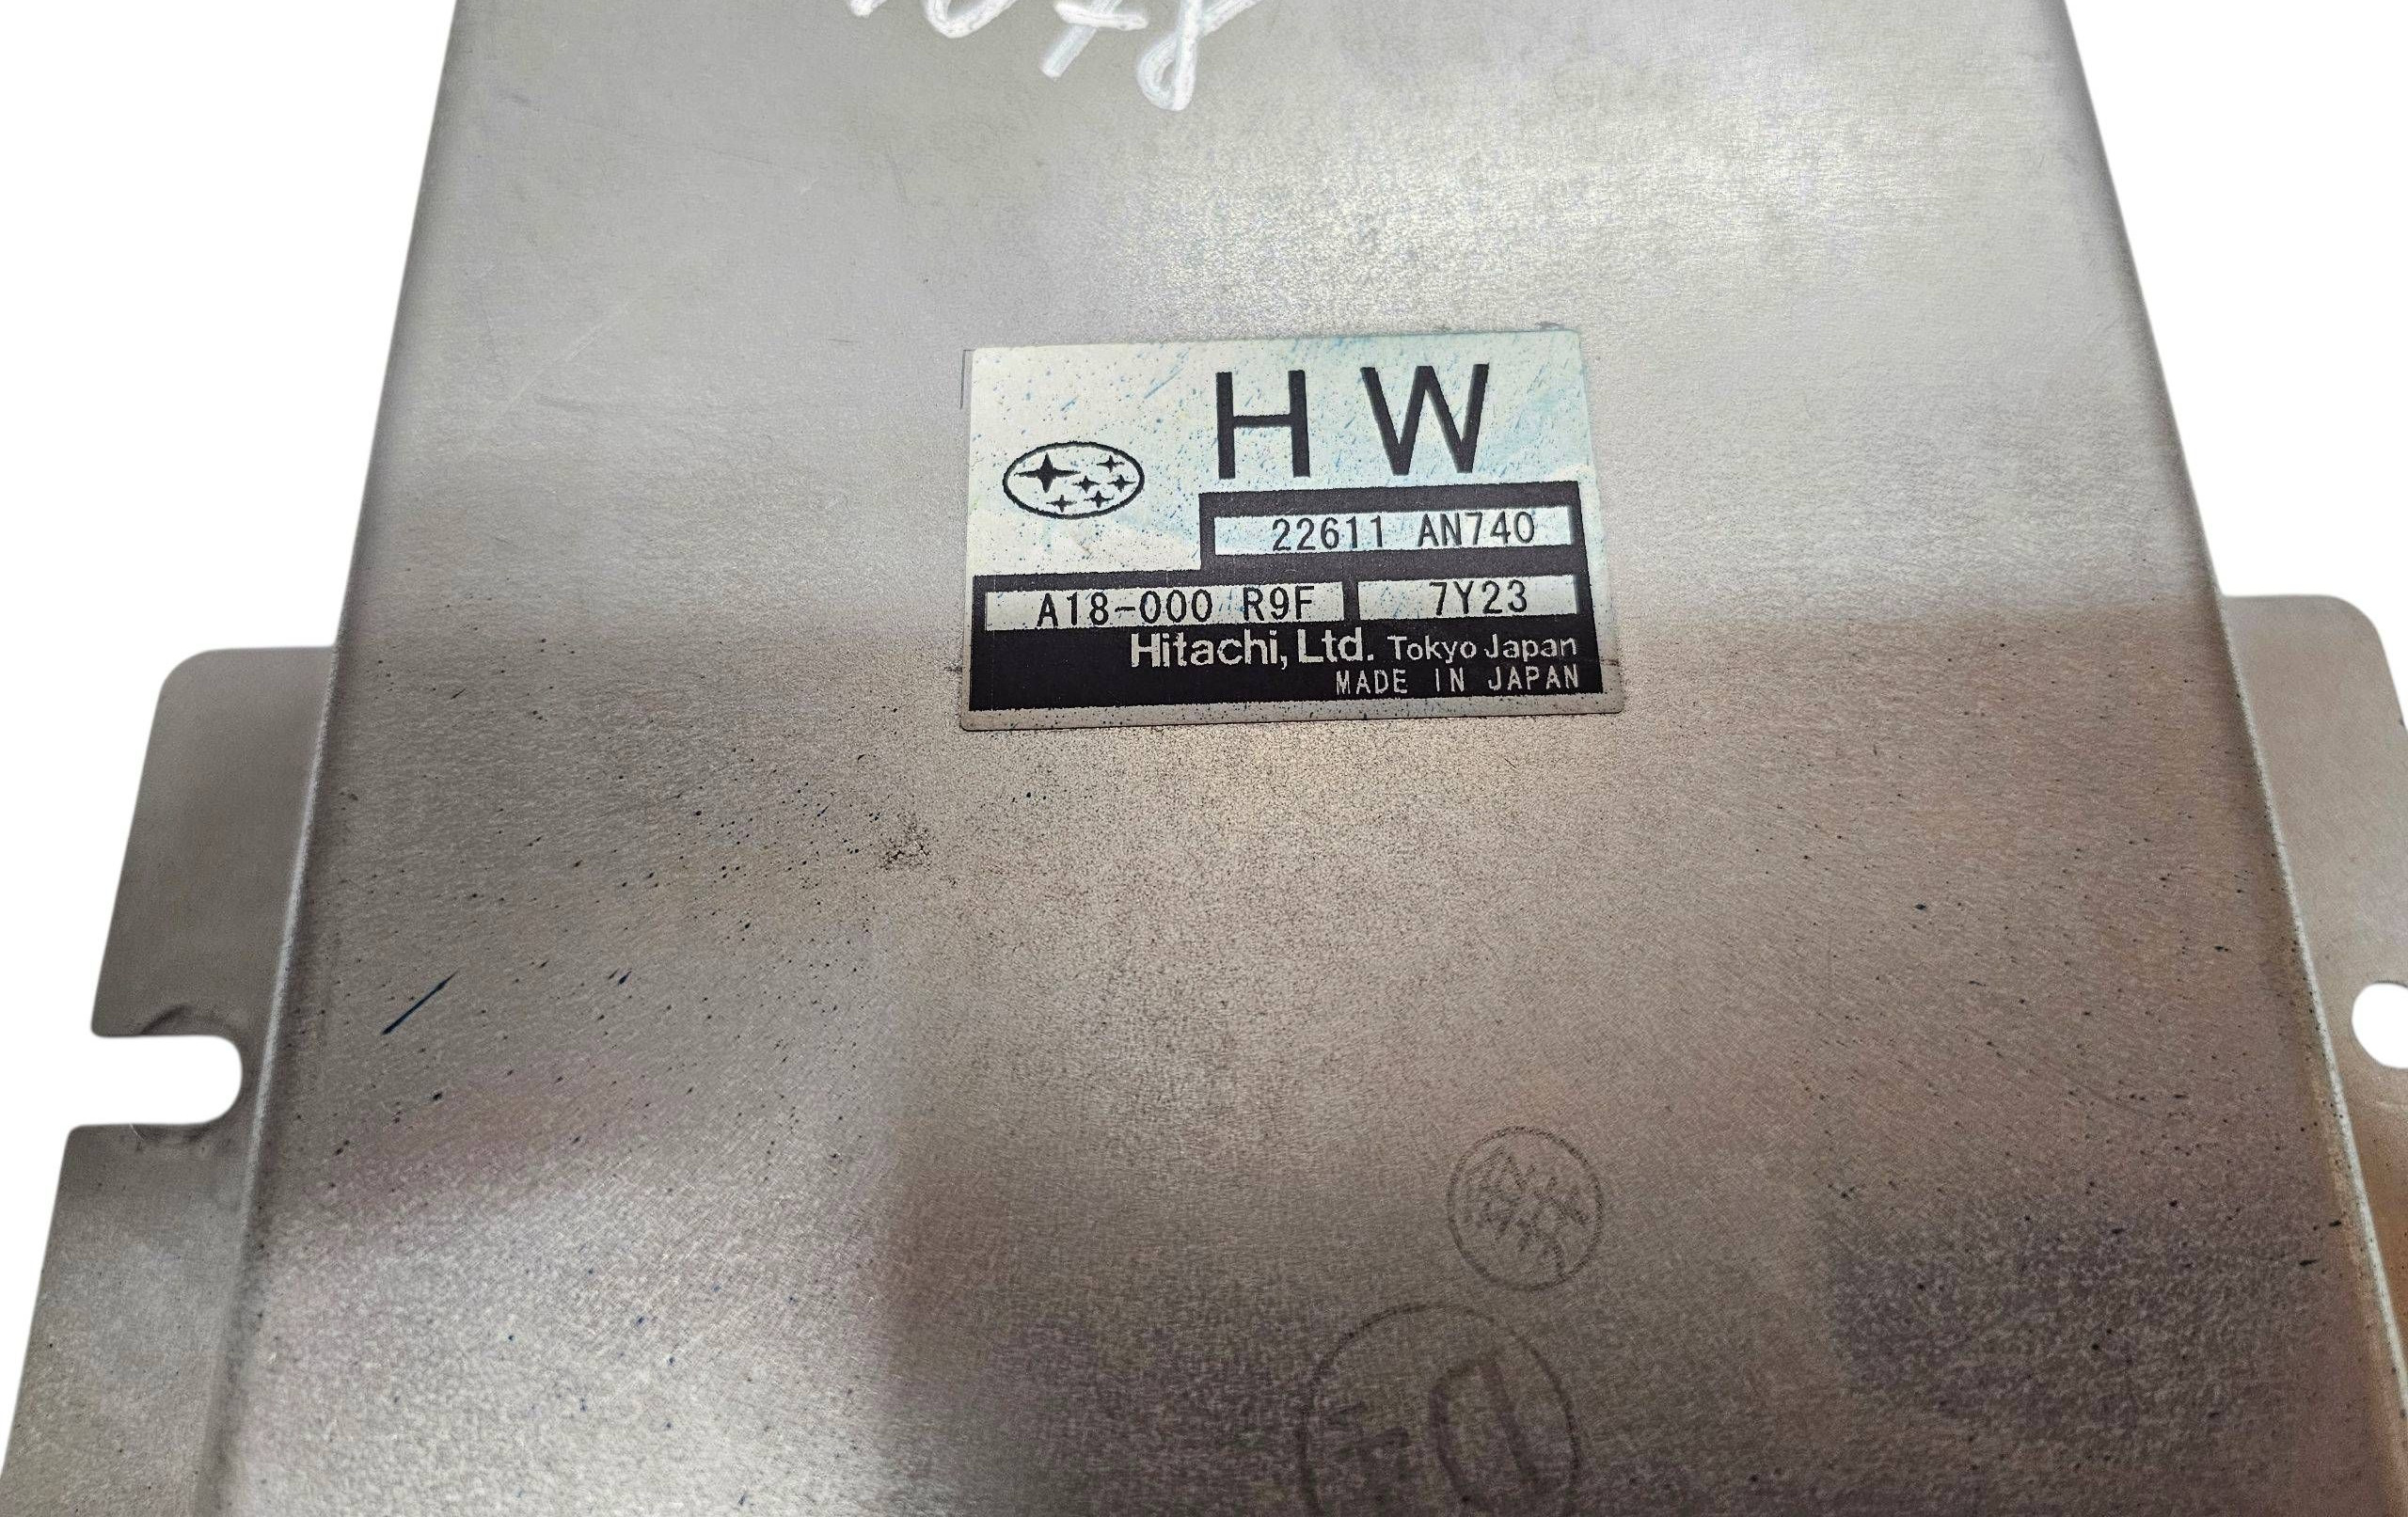 HW
22611 AN740
A18-000 R9F 7Y23
Hitachi, Ltd. Tokyo Japan
MADE IN JAPAN